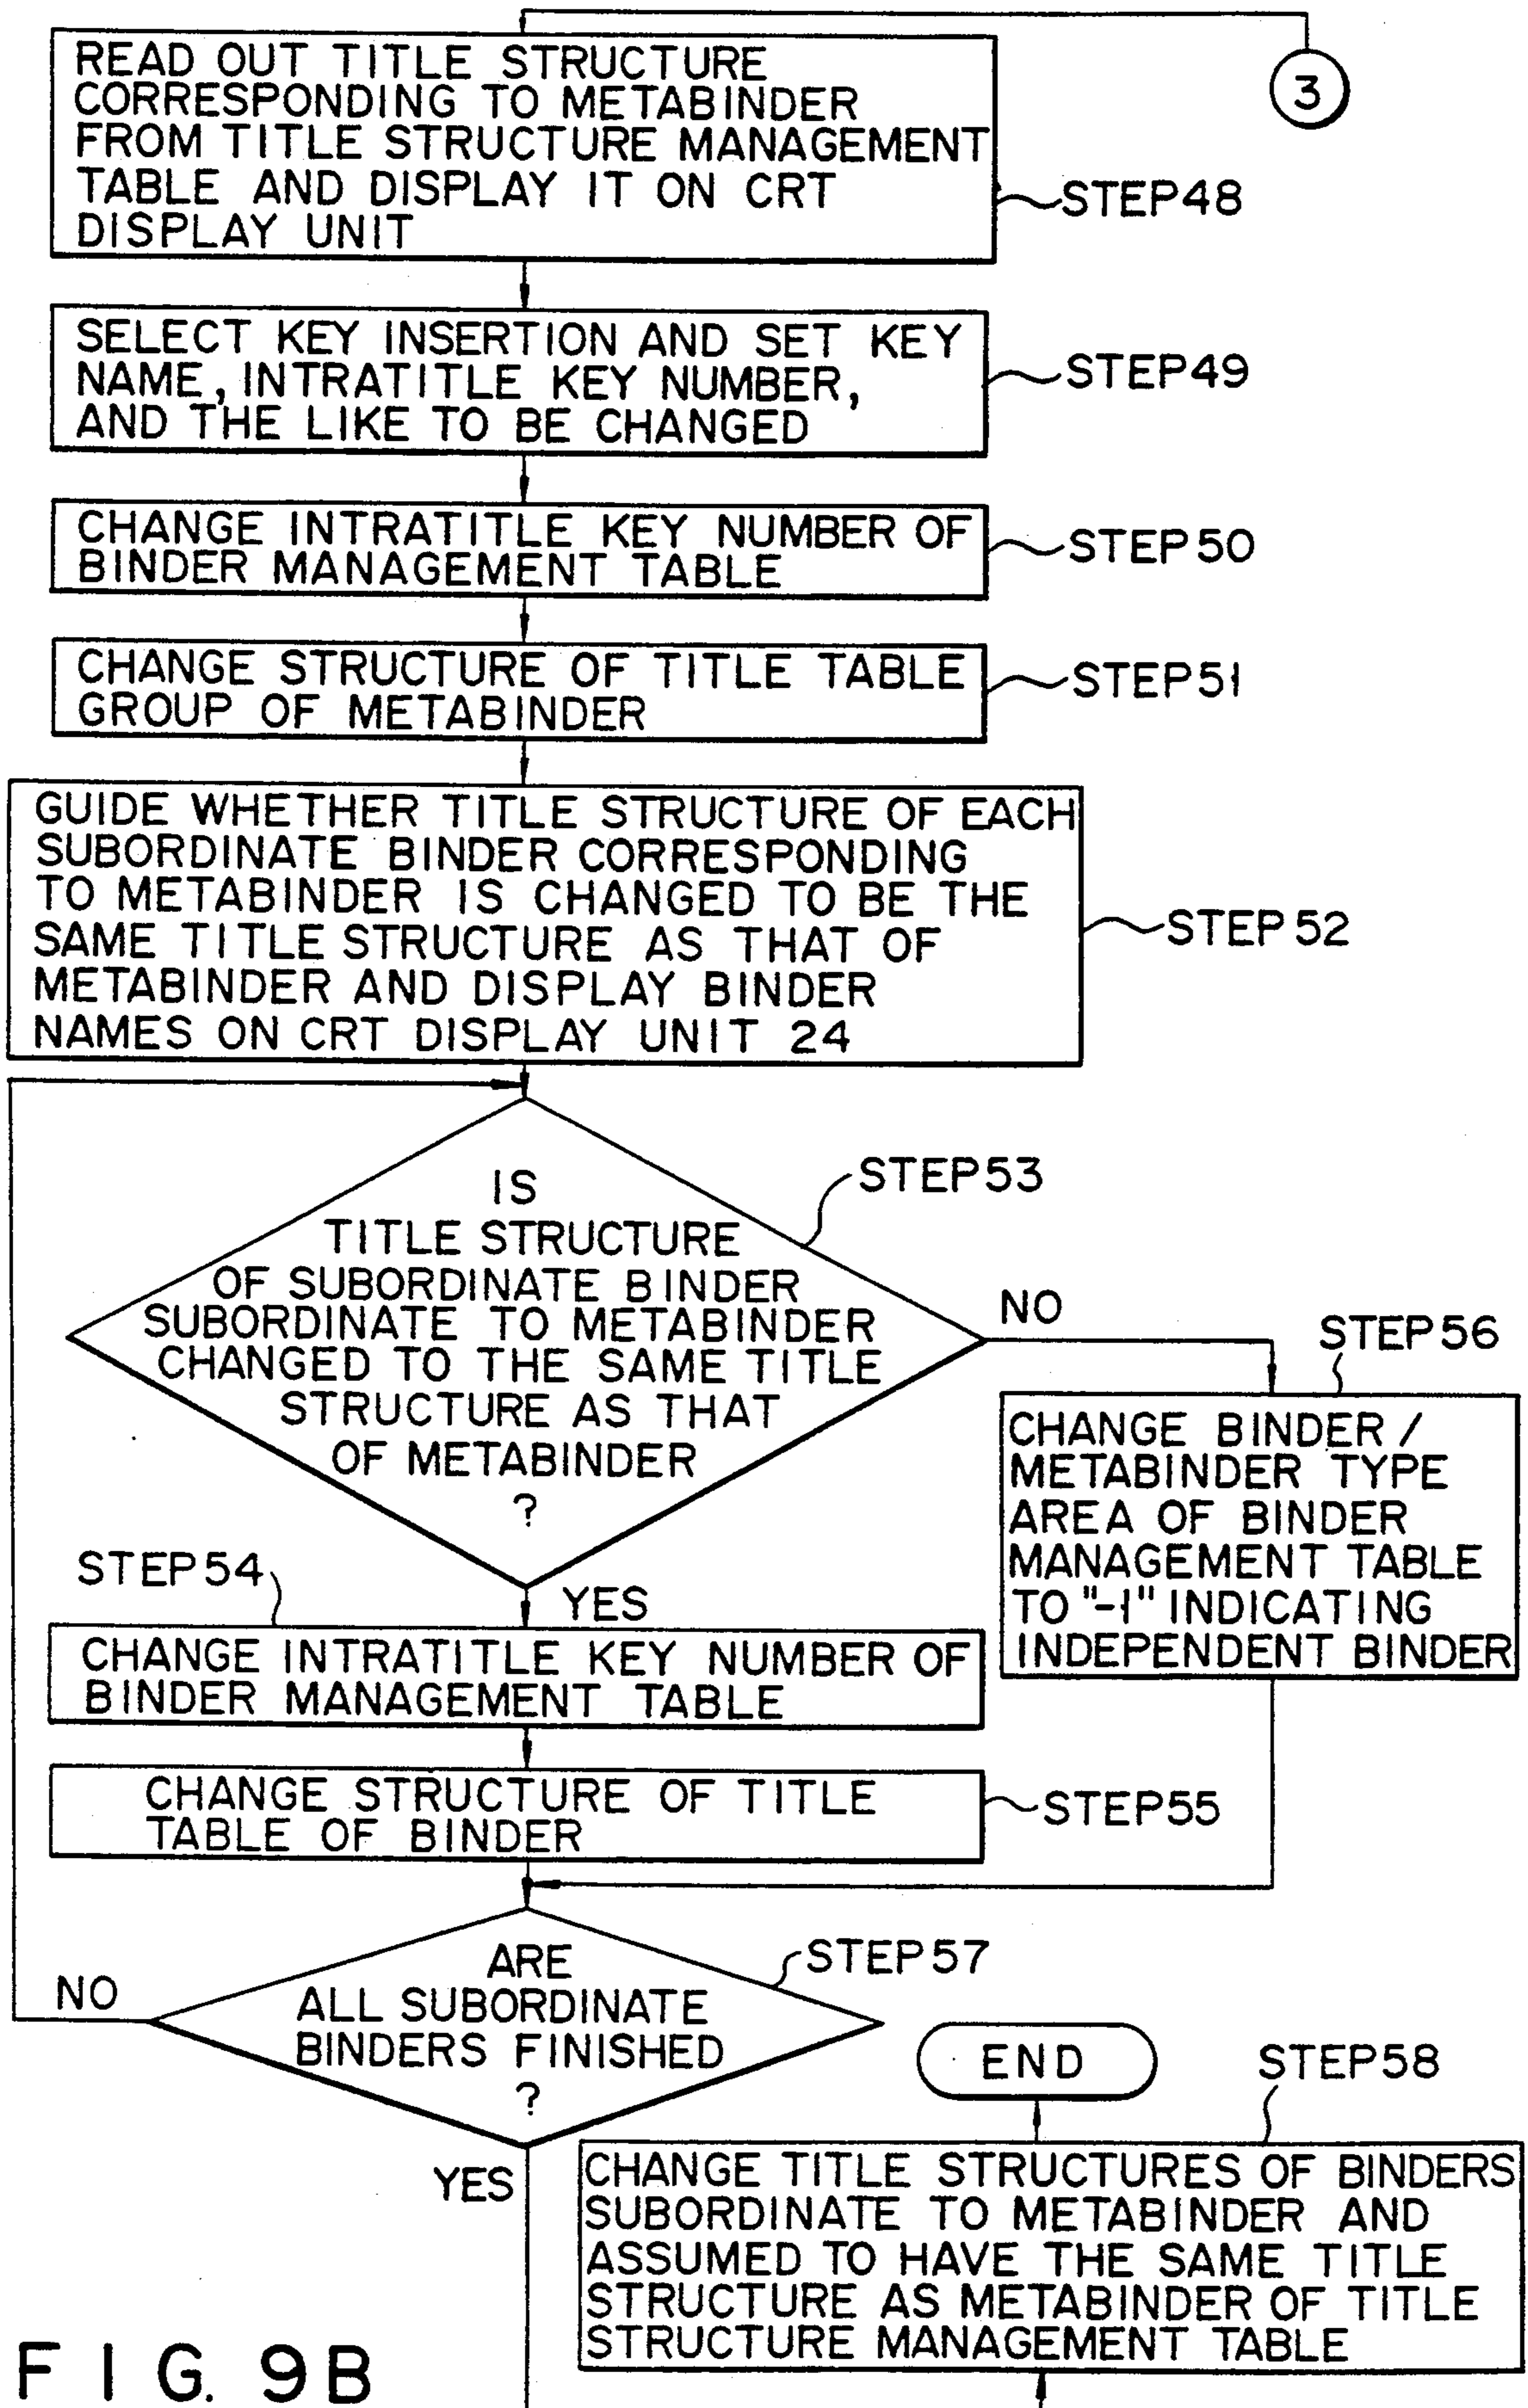 3
READ OUT TITLE STRUCTURE
CORRESPONDING TO METABINDER
FROM TITLE STRUCTURE MANAGEMENT
TABLE AND DISPLAY IT ON CRT
DISPLAY UNIT
STEP48
SELECT KEY INSERTION AND SET KEY
NAME, INTRATITLE KEY NUMBER,
AND THE LIKE TO BE CHANGED
STEP49
CHANGE INTRATITLE KEY NUMBER OF
BINDER MANAGEMENT TABLE
STEP50
CHANGE STRUCTURE OF TITLE TABLE
GROUP OF METABINDER
STEP51
GUIDE WHETHER TITLE STRUCTURE OF EACH
SUBORDINATE BINDER CORRESPONDING
TO METABINDER IS CHANGED TO BE THE
SAME TITLE STRUCTURE AS THAT OF
METABINDER AND DISPLAY BINDER
NAMES ON CRT DISPLAY UNIT 24
STEP52
IS
TITLE STRUCTURE
OF SUBORDINATE BINDER
SUBORDINATE TO METABINDER
CHANGED TO THE SAME TITLE
STRUCTURE AS THAT
OF METABINDER
?
STEP53
NO
STEP56
CHANGE BINDER /
METABINDER TYPE
AREA OF BINDER
MANAGEMENT TABLE
TO "-1" INDICATING
INDEPENDENT BINDER
STEP54
YES
CHANGE INTRATITLE KEY NUMBER OF
BINDER MANAGEMENT TABLE
CHANGE STRUCTURE OF TITLE
TABLE OF BINDER
STEP55
ARE
ALL SUBORDINATE
BINDERS FINISHED
?
STEP57
NO
YES
END
STEP58
CHANGE TITLE STRUCTURES OF BINDERS
SUBORDINATE TO METABINDER AND
ASSUMED TO HAVE THE SAME TITLE
STRUCTURE AS METABINDER OF TITLE
STRUCTURE MANAGEMENT TABLE
FIG. 9B